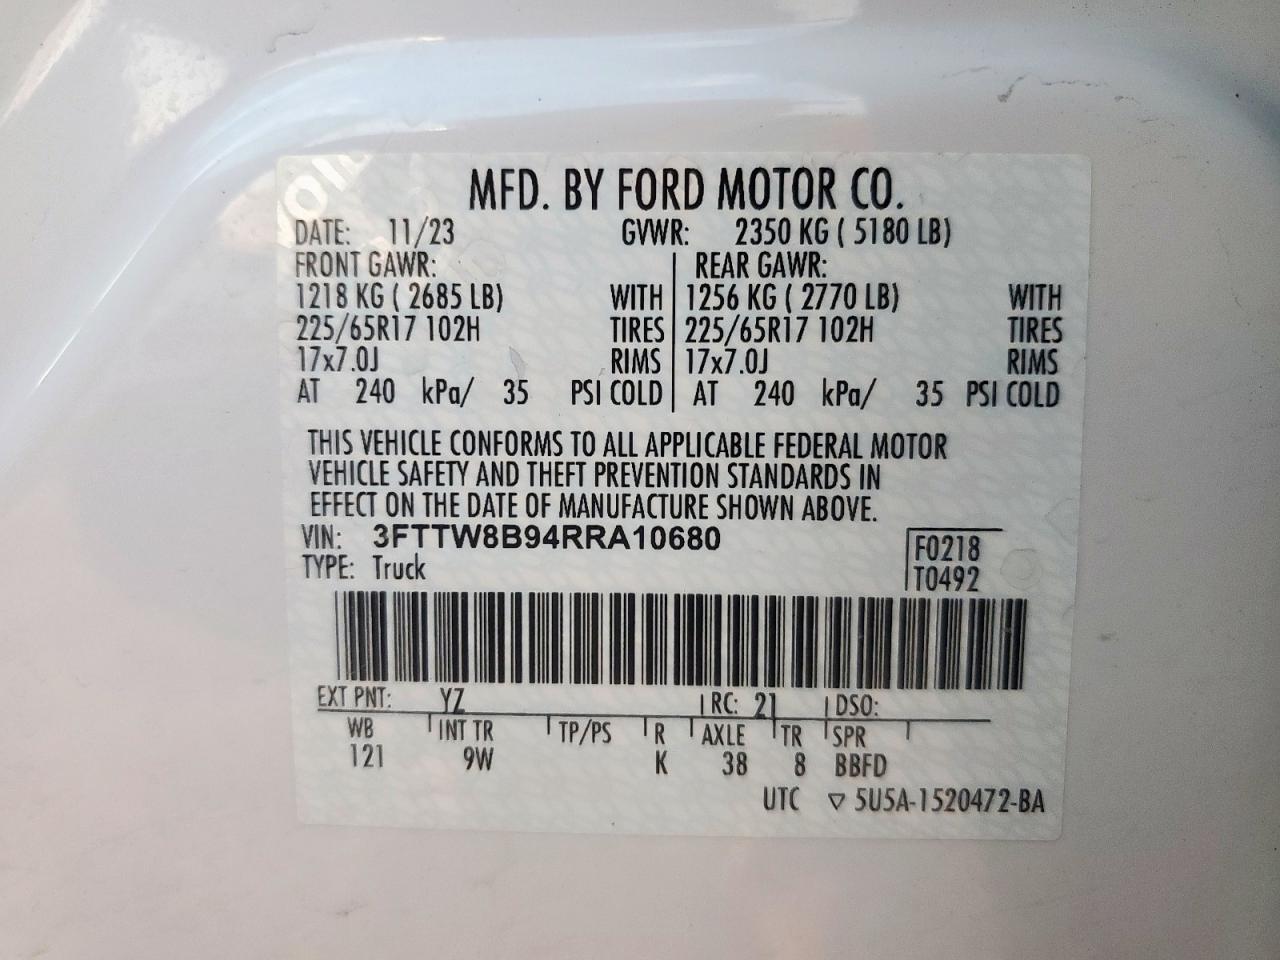 MFD. BY FORD MOTOR CO.
DATE: 11/23 GVWR: 2350 KG ( 5180 LB)
FRONT GAWR: REAR GAWR:
1218 KG ( 2685 LB) WITH 1256 KG ( 2770 LB) WITH
225/65R17 102H TIRES 225/65R17 102H TIRES
17x7.0J RIMS 17x7.0J RIMS
AT 240 kPa/ 35 PSI COLD AT 240 kPa/ 35 PSI COLD
THIS VEHICLE CONFORMS TO ALL APPLICABLE FEDERAL MOTOR
VEHICLE SAFETY AND THEFT PREVENTION STANDARDS IN
EFFECT ON THE DATE OF MANUFACTURE SHOWN ABOVE.
VIN: 3FTTW8B94RRA10680 F0218
TYPE: Truck T0492
EXT PNT: YZ RC: 21 DSO:
WB INT TR TP/PS R AXLE TR SPR
121 9W K 38 8 BBFD
UTC ▽ 5U5A-1520472-BA